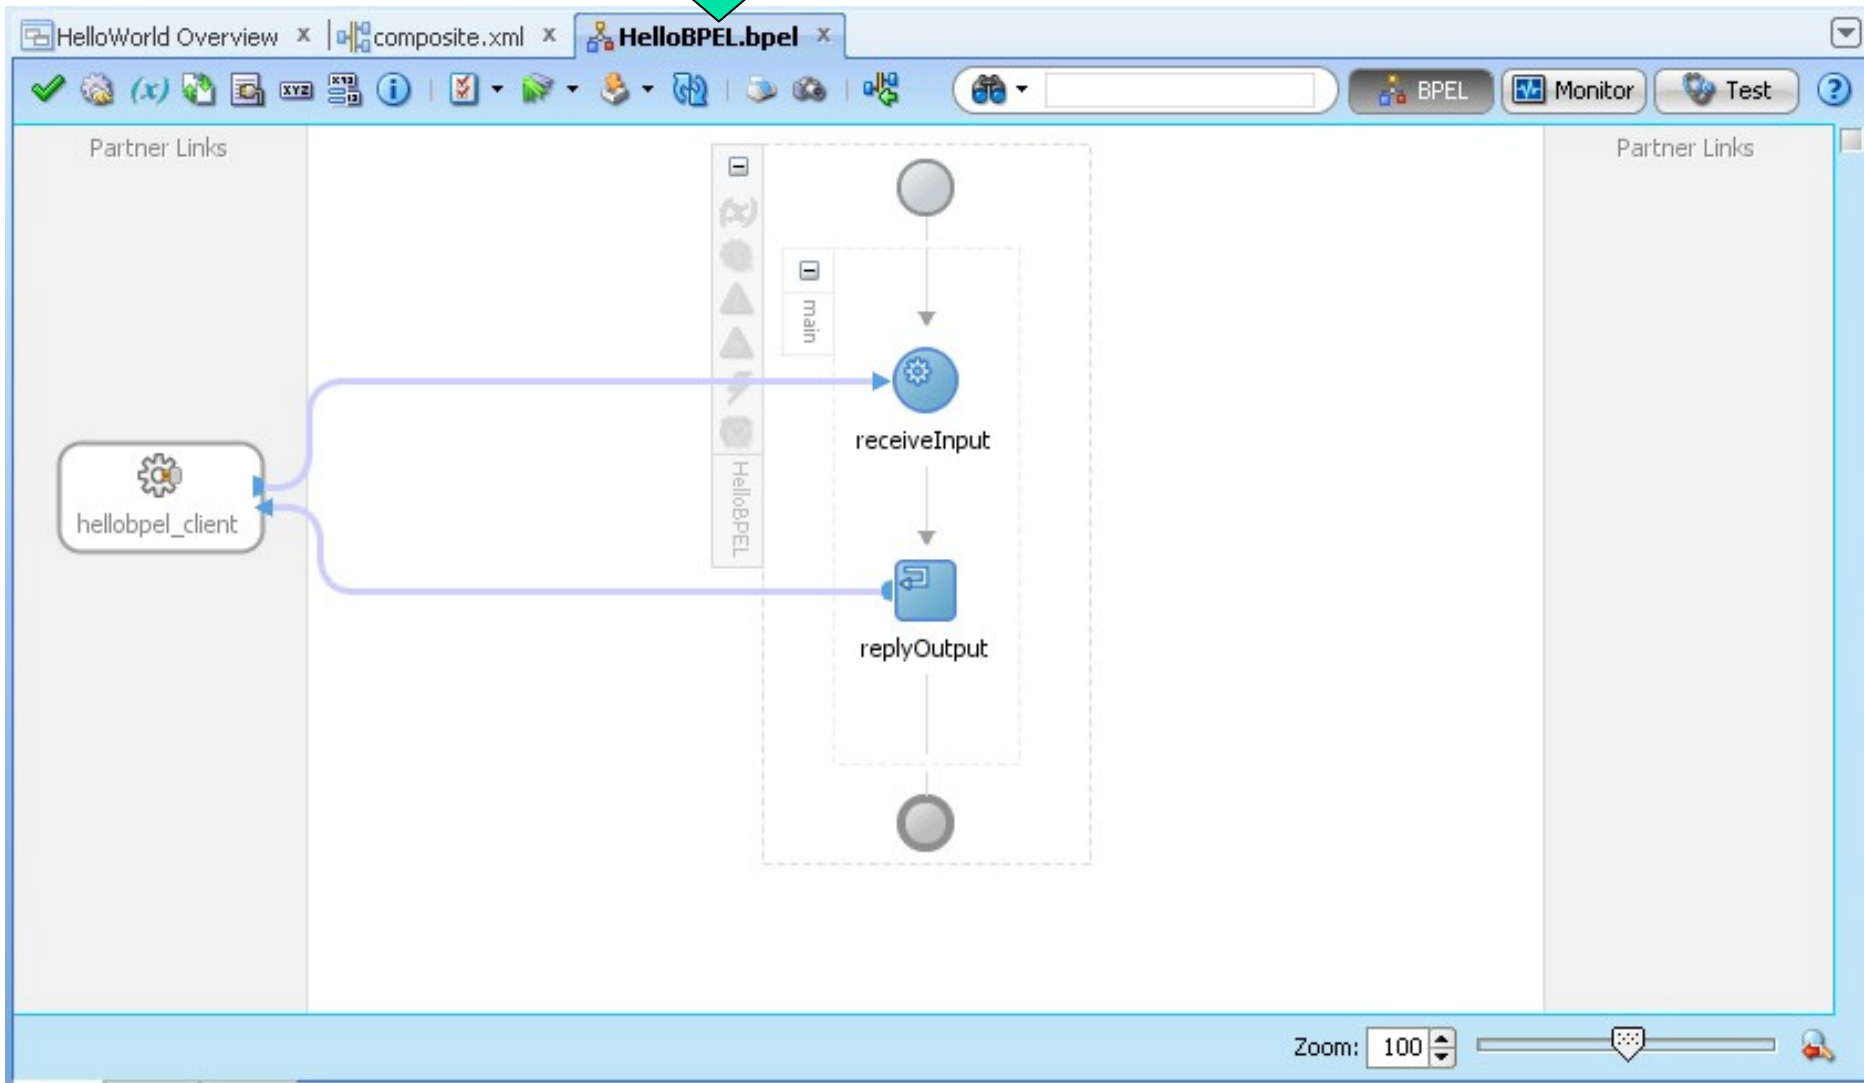 HelloWorld Overview
composite.xml
HelloBPEL.bpel
(x)
XYZ
BPEL
Monitor
Test
Partner Links
Partner Links
main
receiveInput
HelloBPEL
hellobpel_client
replyOutput
Zoom: 100